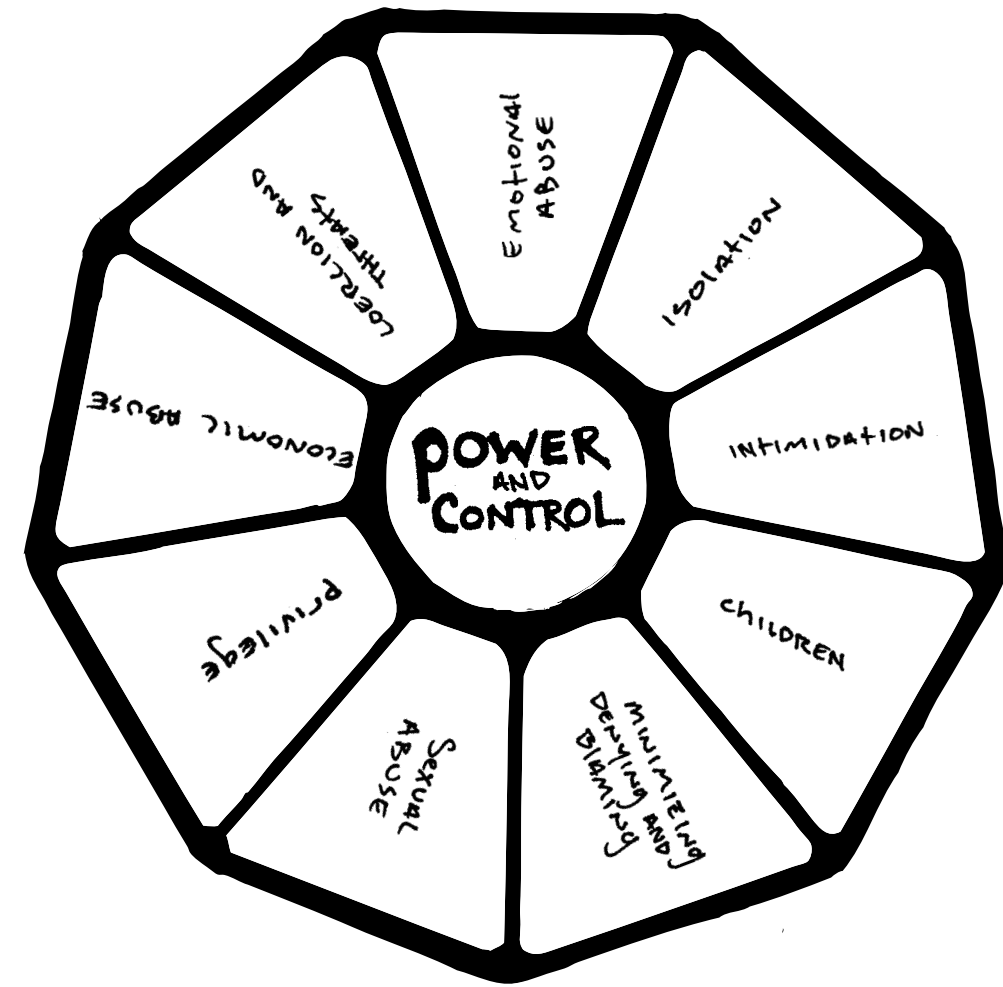 POWER
AND
CONTROL
EMOTIONAL
ABUSE
ISOLATION
INTIMIDATION
CHILDREN
MINIMIZING
DENYING AND
BLAMING
SEXUAL
ABUSE
PRIVILEGE
ECONOMIC ABUSE
COERCION AND
THREATS